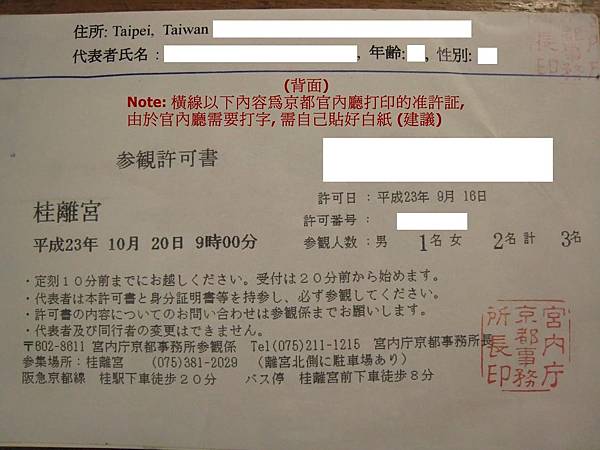 住所: Taipei, Taiwan
代表者氏名:　　　, 年齡:　, 性別:
(背面)
Note: 橫線以下內容爲京都官內廳打印的准許証,
由於官內廳需要打字, 需自己貼好白紙 (建議)
参観許可書
許可日：平成23年 9月 16日
桂離宮
許可番号：
平成23年 10月 20日 9時00分
参観人数：男 1名 女 2名 計 3名
・定刻１０分前までにお越しください。受付は２０分前から始めます。
・代表者は本許可書と身分証明書等を持参し、必ず参観してください。
・許可書の内容についてのお問い合わせは参観係までお願いします。
・代表者及び同行者の変更はできません。
〒602-8611 宮内庁京都事務所参観係 Tel(075)211-1215 宮内庁京都事務所長
参集場所：桂離宮 (075)381-2029 （離宮北側に駐車場あり）
阪急京都線 桂駅下車徒歩２０分 バス停 桂離宮前下車徒歩８分
宮内庁
京都事務
所長印